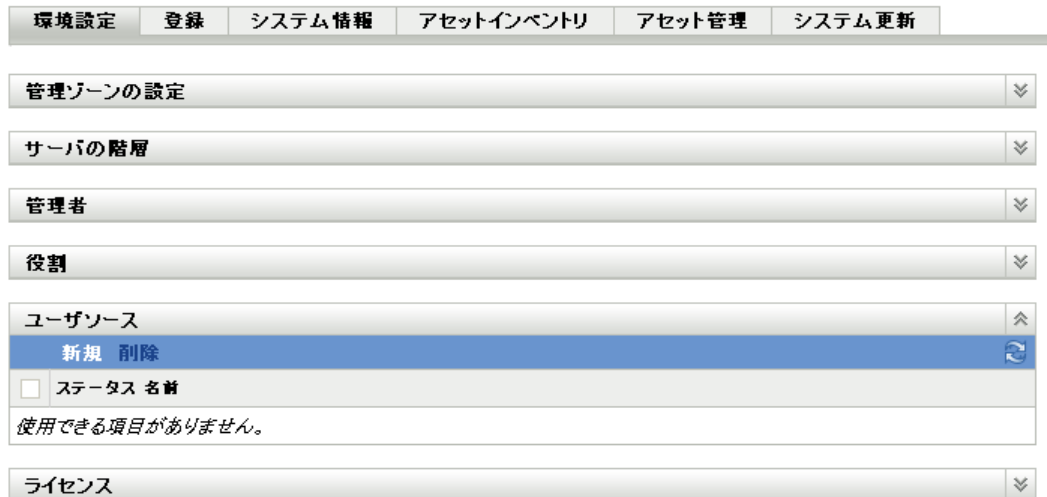 環境設定 登録 システム情報 アセットインベントリ アセット管理 システム更新
管理ゾーンの設定
サーバの階層
管理者
役割
ユーザソース
新規 削除
ステータス 名前
使用できる項目がありません。
ライセンス